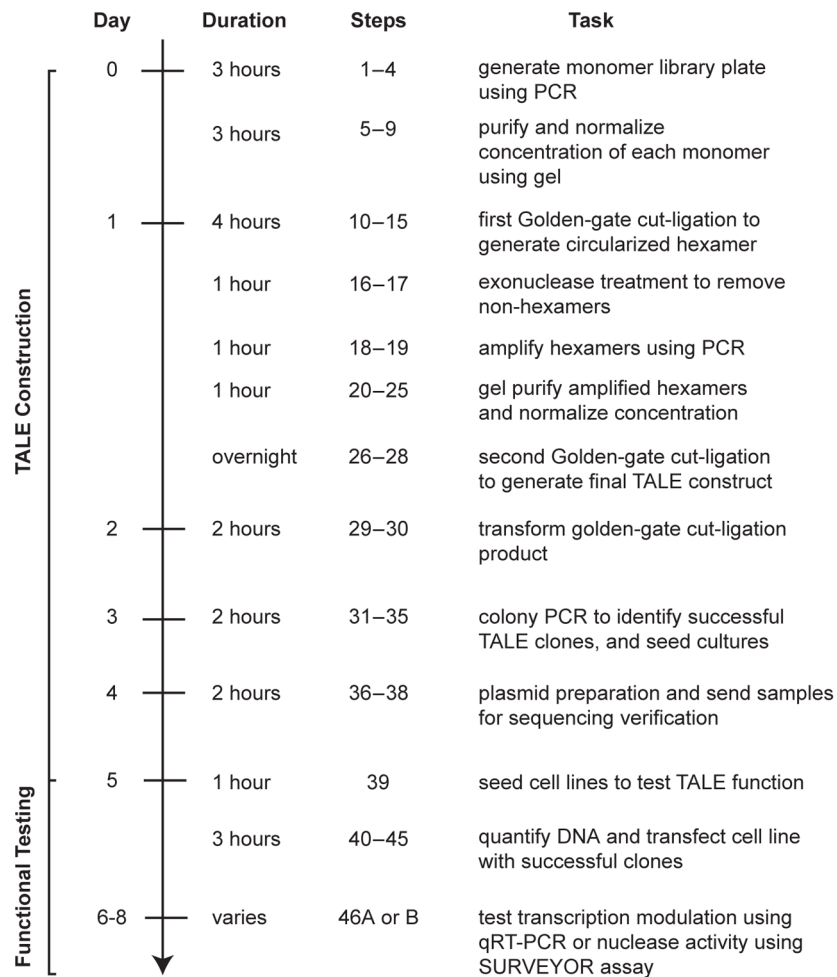 Day Duration Steps Task
0 3 hours 1–4 generate monomer library plate
using PCR
3 hours 5–9 purify and normalize
concentration of each monomer
using gel
1 4 hours 10–15 first Golden-gate cut-ligation to
generate circularized hexamer
1 hour 16–17 exonuclease treatment to remove
non-hexamers
1 hour 18–19 amplify hexamers using PCR
1 hour 20–25 gel purify amplified hexamers
and normalize concentration
overnight 26–28 second Golden-gate cut-ligation
to generate final TALE construct
2 2 hours 29–30 transform golden-gate cut-ligation
product
3 2 hours 31–35 colony PCR to identify successful
TALE clones, and seed cultures
4 2 hours 36–38 plasmid preparation and send samples
for sequencing verification
5 1 hour 39 seed cell lines to test TALE function
3 hours 40–45 quantify DNA and transfect cell line
with successful clones
6-8 varies 46A or B test transcription modulation using
qRT-PCR or nuclease activity using
SURVEYOR assay
TALE Construction
Functional Testing